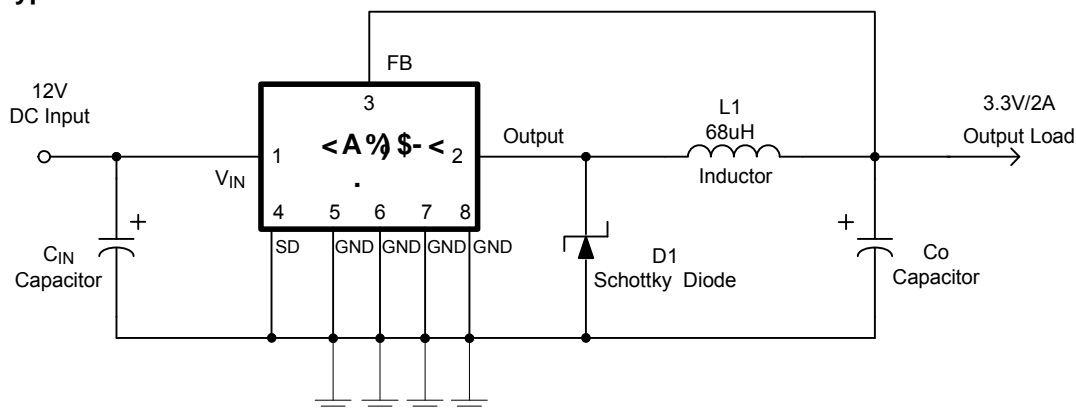 FB
12V
DC Input
3
L1
68uH
3.3V/2A
Output Load
Output
1
<A%)$-< 2
VIN
.
Inductor
4 5 6 7 8
SD GND GND GND GND
+
CIN
Capacitor
D1
Schottky Diode
+
Co
Capacitor